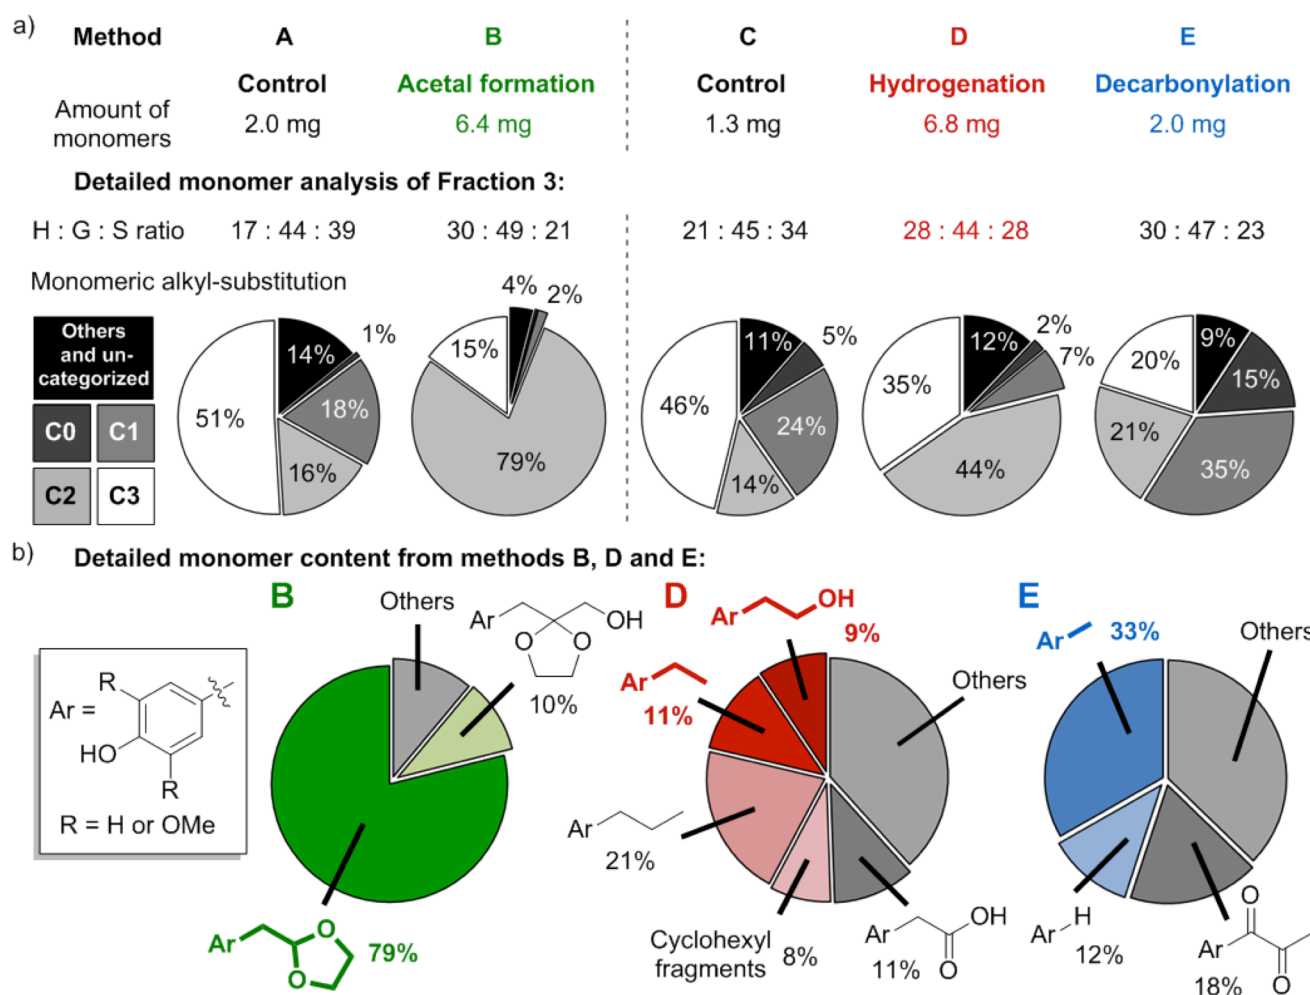 a) Method A B C D E
Control Acetal formation Control Hydrogenation Decarbonylation
Amount of
monomers 2.0 mg 6.4 mg 1.3 mg 6.8 mg 2.0 mg
Detailed monomer analysis of Fraction 3:
H : G : S ratio 17 : 44 : 39 30 : 49 : 21 21 : 45 : 34 28 : 44 : 28 30 : 47 : 23
Monomeric alkyl-substitution
Others
and un-
categorized
C0 C1
C2 C3
14% 1% 18% 16% 51%
4% 2% 79% 15%
11% 5% 24% 14% 46%
12% 2% 7% 44% 35%
9% 15% 35% 21% 20%
b) Detailed monomer content from methods B, D and E:
Ar =
R
HO
R
R = H or OMe
B
Others
Ar
OH
O O
10%
Ar
O
O
79%
D
Ar
OH
9%
Ar
11%
Ar
21%
Cyclohexyl
fragments 8%
Ar
OH
O
11%
Others
E
Ar 33%
Others
Ar H
12%
Ar
O
O
18%